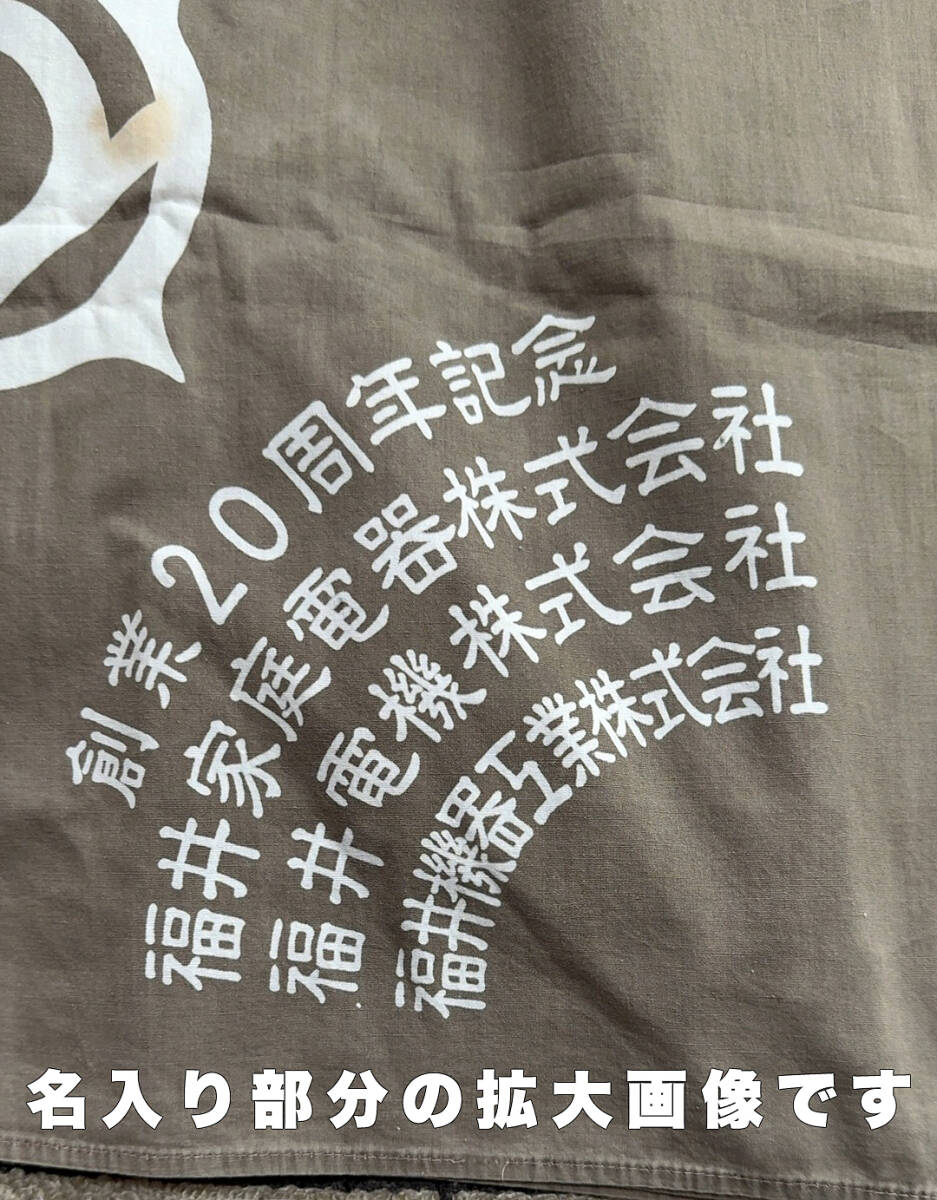 創業20周年記念
福井家庭電器株式会社
福井電機株式会社
福井機器工業株式会社
名入り部分の拡大画像です